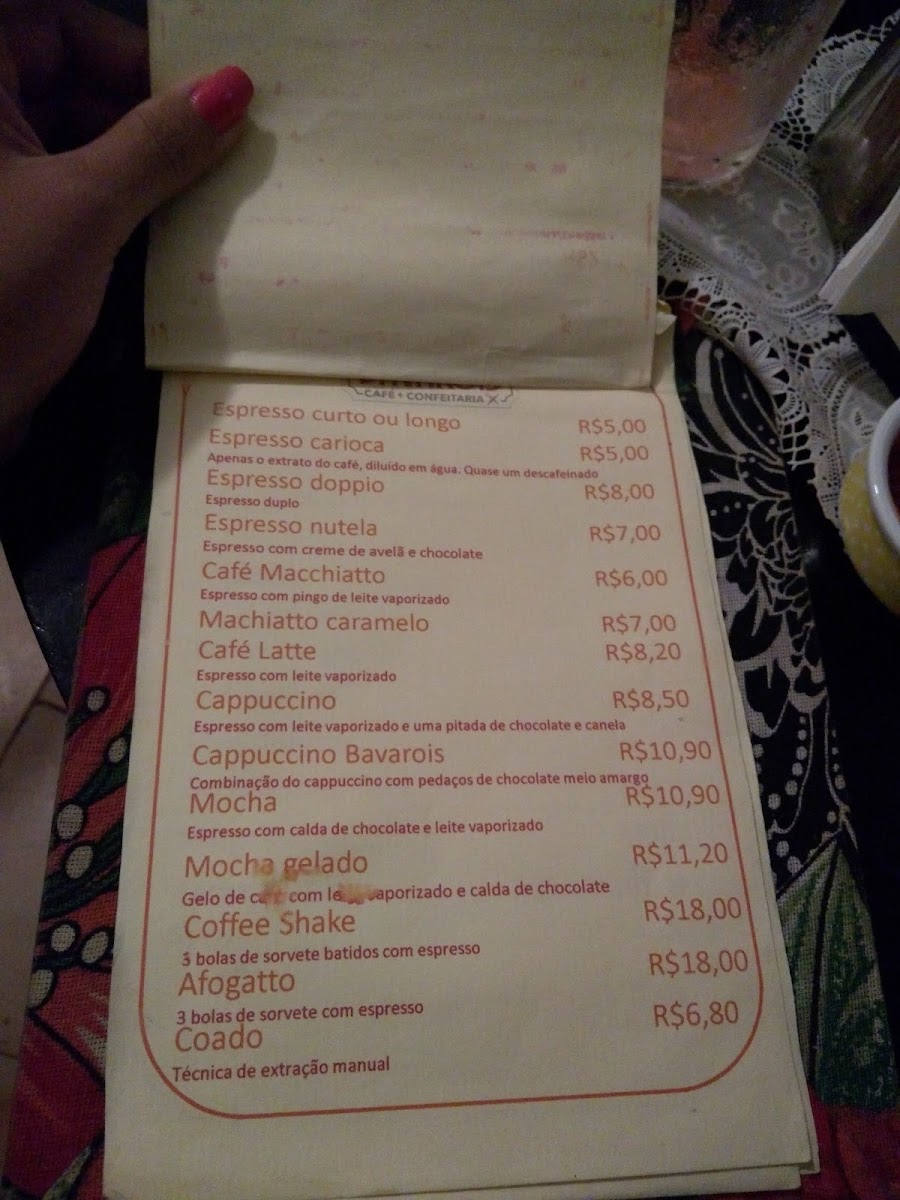 CAFÉ + CONFEITARIA
Espresso curto ou longo R$5,00
Espresso carioca R$5,00
Apenas o extrato do café, diluído em água. Quase um descafeinado
Espresso doppio R$8,00
Espresso duplo
Espresso nutela R$7,00
Espresso com creme de avelã e chocolate
Café Macchiatto R$6,00
Espresso com pingo de leite vaporizado
Machiatto caramelo R$7,00
Café Latte R$8,20
Espresso com leite vaporizado
Cappuccino R$8,50
Espresso com leite vaporizado e uma pitada de chocolate e canela
Cappuccino Bavarois R$10,90
Combinação do cappuccino com pedaços de chocolate meio amargo
Mocha R$10,90
Espresso com calda de chocolate e leite vaporizado
Mocha gelado R$11,20
Gelo de café com leite vaporizado e calda de chocolate
Coffee Shake R$18,00
3 bolas de sorvete batidos com espresso
Afogatto R$18,00
3 bolas de sorvete com espresso
Coado R$6,80
Técnica de extração manual